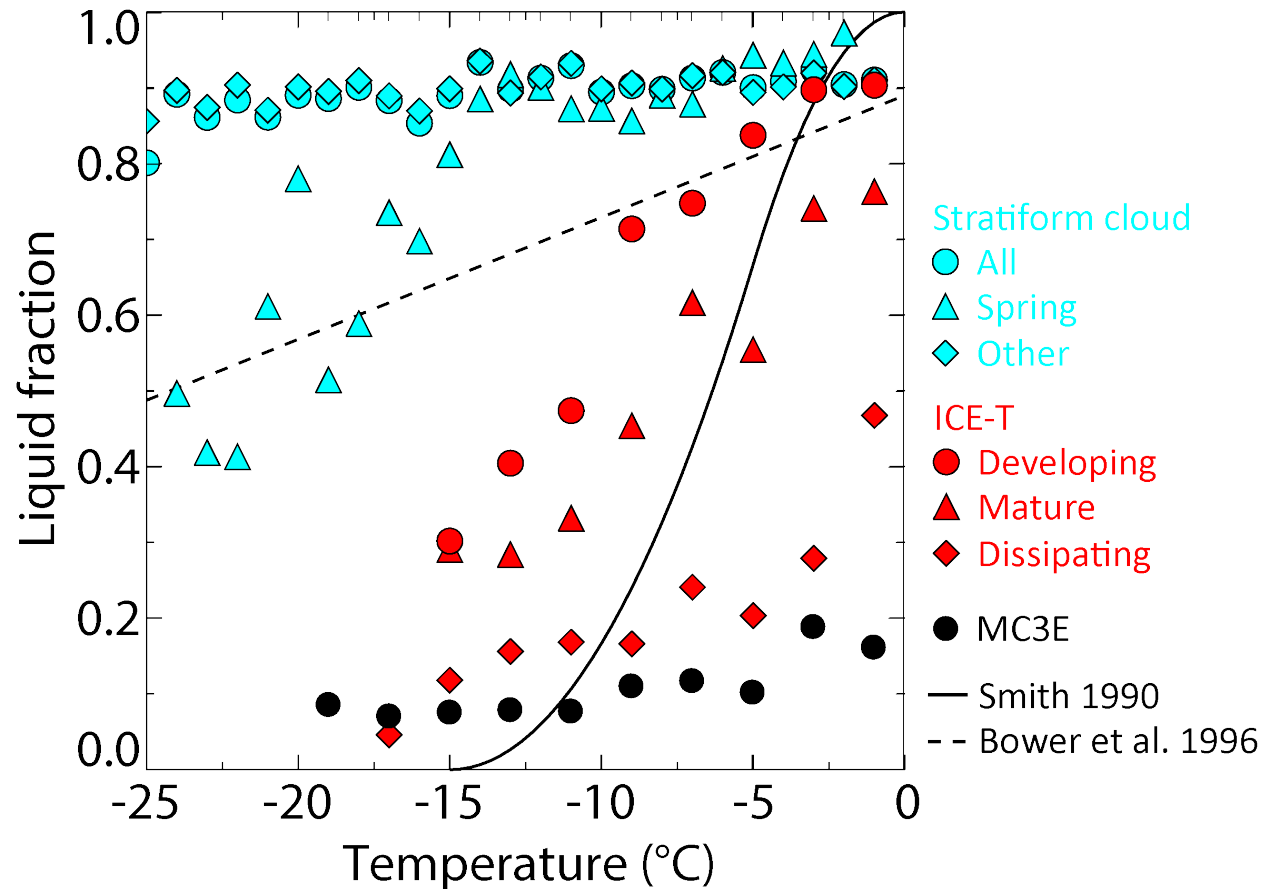 1.0
0.8
0.6
0.4
0.2
0.0
Liquid fraction
-25
-20
-15
-10
-5
0
Temperature (°C)
Stratiform cloud
All
Spring
Other
ICE-T
Developing
Mature
Dissipating
MC3E
Smith 1990
Bower et al. 1996